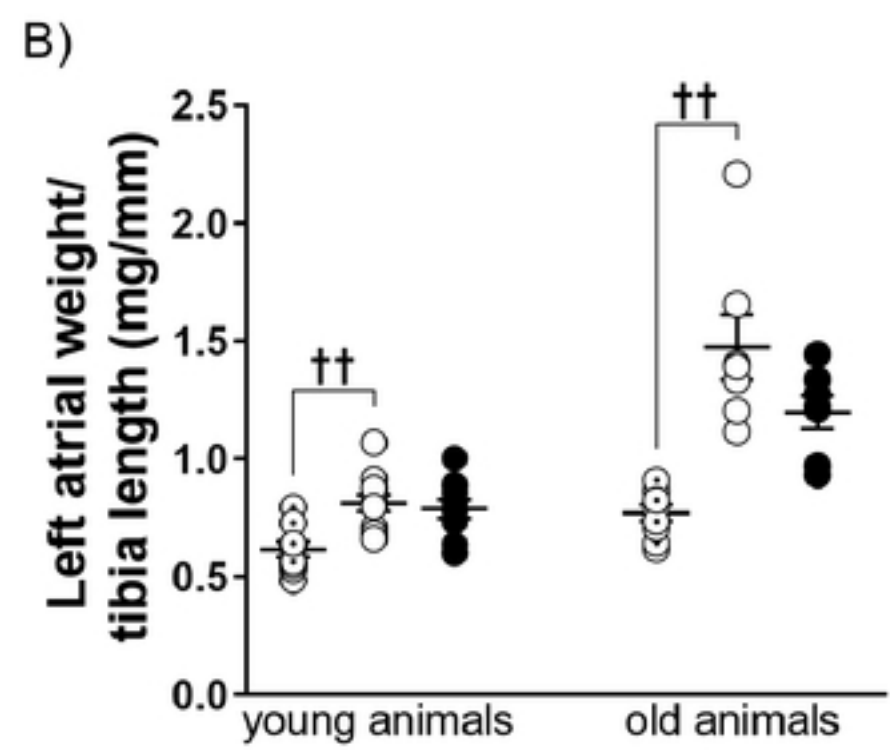 B)
Left atrial weight/
tibia length (mg/mm)
2.5
2.0
1.5
1.0
0.5
0.0
††
††
young animals
old animals